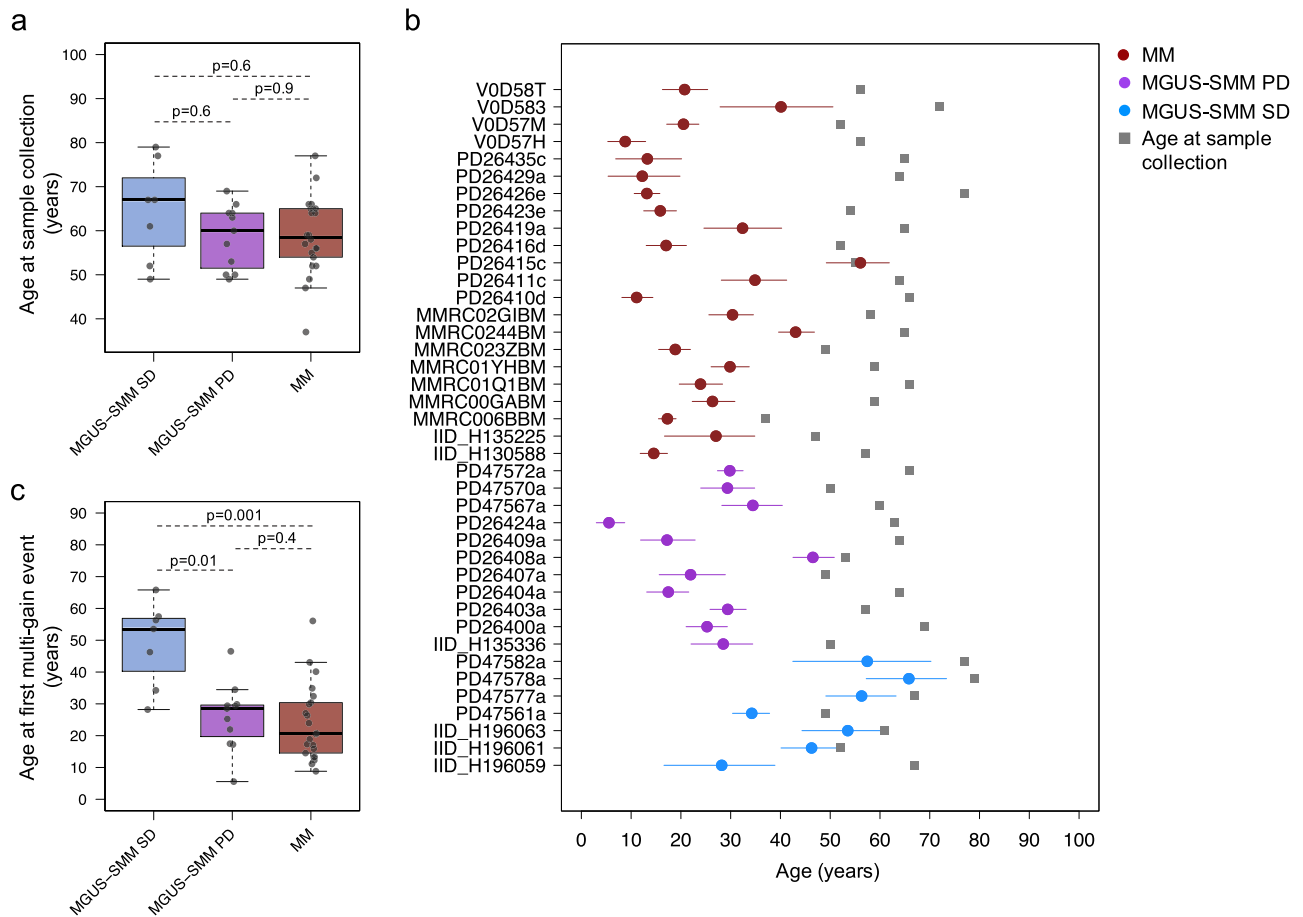 a
Age at sample collection
(years)
100
90
80
70
60
50
40
p=0.6
p=0.9
p=0.6
MGUS−SMM SD
MGUS−SMM PD
MM
b
V0D58T
V0D583
V0D57M
V0D57H
PD26435c
PD26429a
PD26426e
PD26423e
PD26419a
PD26416d
PD26415c
PD26411c
PD26410d
MMRC02GIBM
MMRC0244BM
MMRC023ZBM
MMRC01YHBM
MMRC01Q1BM
MMRC00GABM
MMRC006BBM
IID_H135225
IID_H130588
PD47572a
PD47570a
PD47567a
PD26424a
PD26409a
PD26408a
PD26407a
PD26404a
PD26403a
PD26400a
IID_H135336
PD47582a
PD47578a
PD47577a
PD47561a
IID_H196063
IID_H196061
IID_H196059
0 10 20 30 40 50 60 70 80 90 100
Age (years)
MM
MGUS-SMM PD
MGUS-SMM SD
Age at sample
collection
c
Age at first multi-gain event
(years)
90
80
70
60
50
40
30
20
10
0
p=0.001
p=0.4
p=0.01
MGUS−SMM SD
MGUS−SMM PD
MM